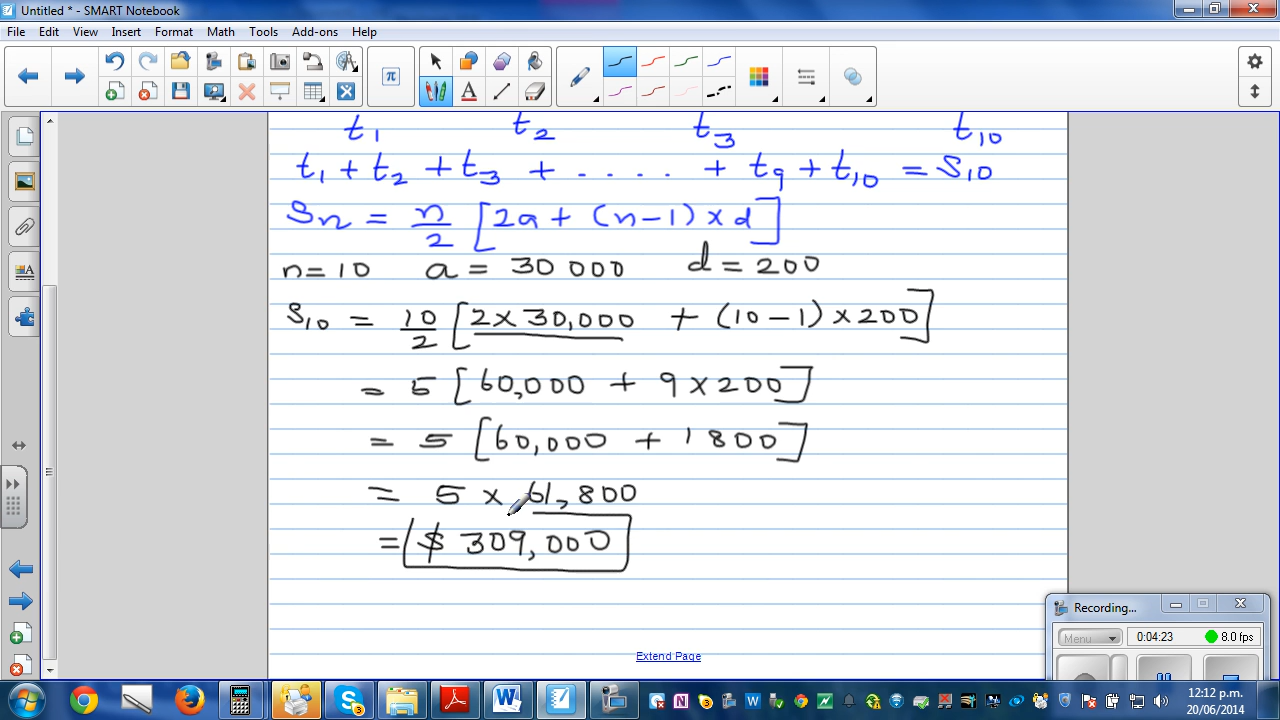 Untitled * - SMART Notebook
File Edit View Insert Format Math Tools Add-ons Help
t₁ t₂ t₃ t₁₀
t₁ + t₂ + t₃ + . . . . + t₉ + t₁₀ = S₁₀
Sn = n/2 [2a + (n-1) × d]
n = 10 a = 30 000 d = 200
S₁₀ = 10/2 [2 × 30,000 + (10 - 1) × 200]
= 5 [60,000 + 9 × 200]
= 5 [60,000 + 1 800]
= 5 × 61,800
= $ 309,000
Extend Page
Recording...
Menu 0:04:23 8.0 fps
12:12 p.m.
20/06/2014